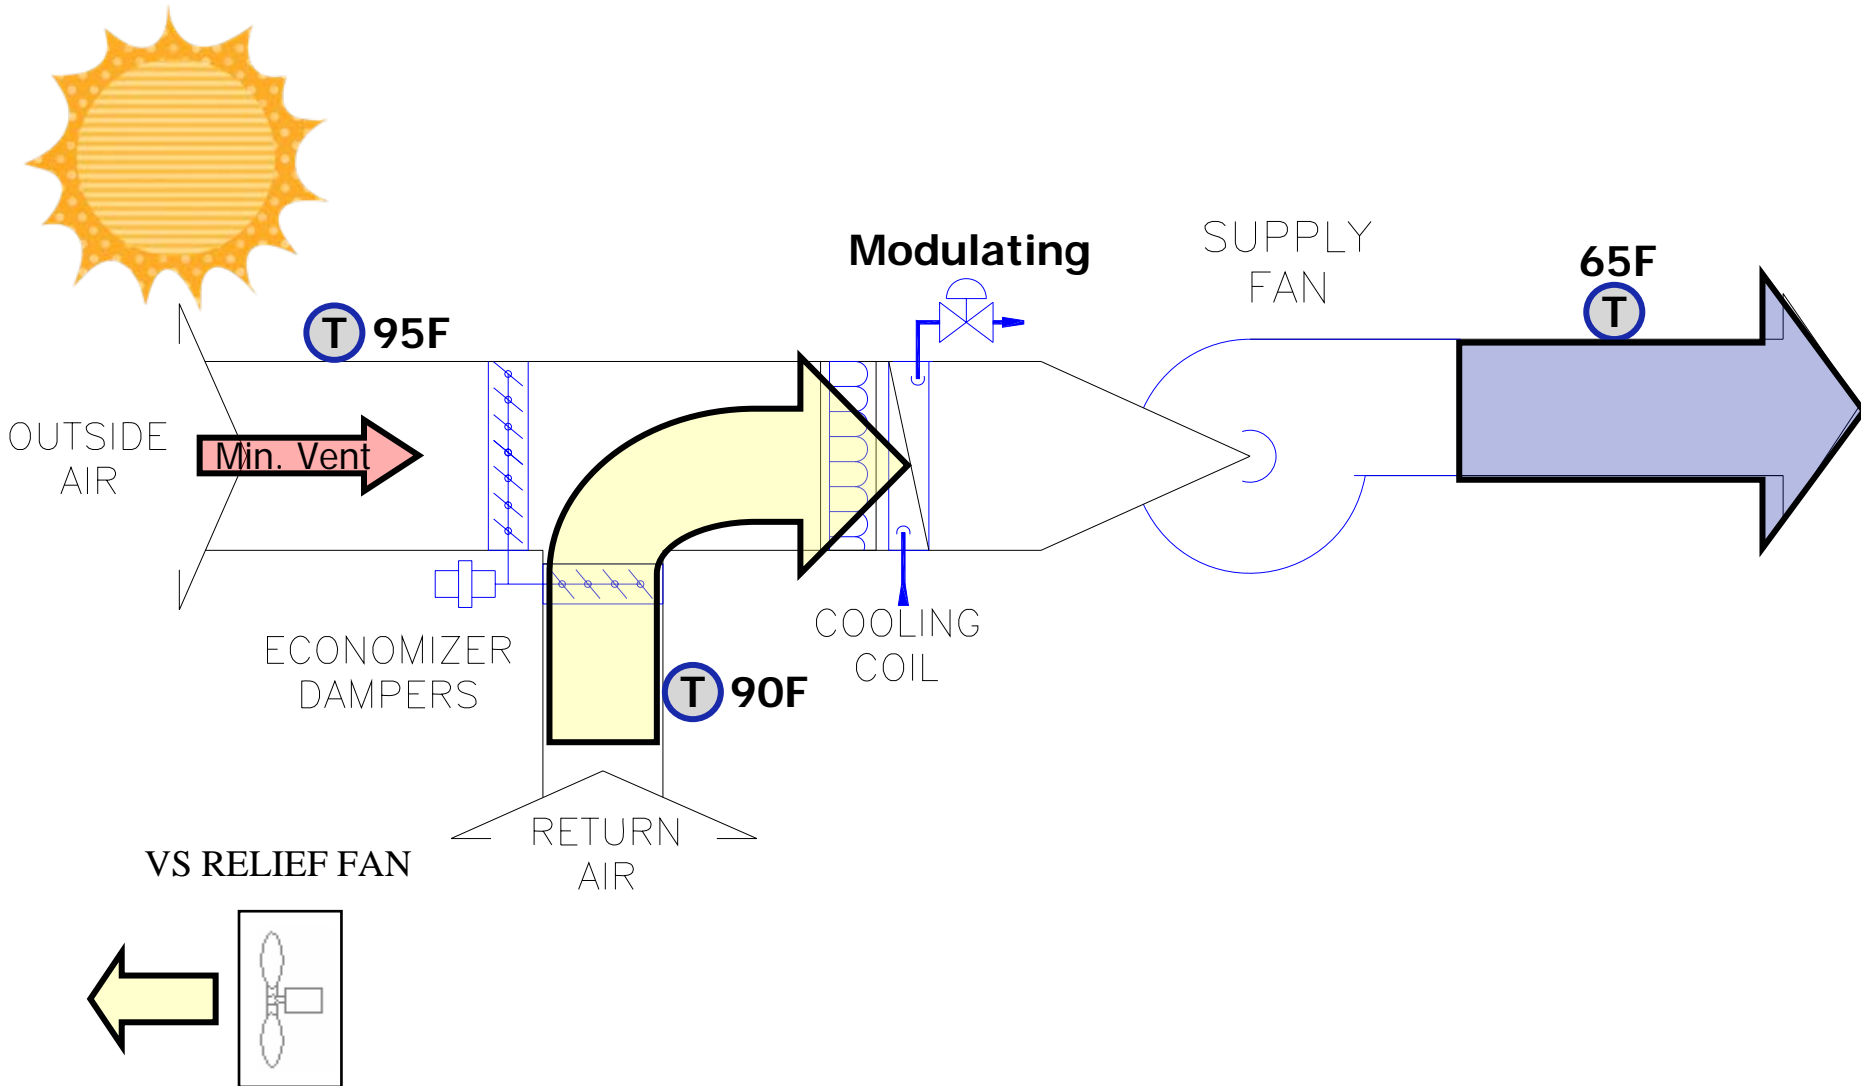 Modulating
SUPPLY
FAN
65F
T
T 95F
OUTSIDE
AIR
Min. Vent
ECONOMIZER
DAMPERS
COOLING
COIL
T 90F
RETURN
AIR
VS RELIEF FAN